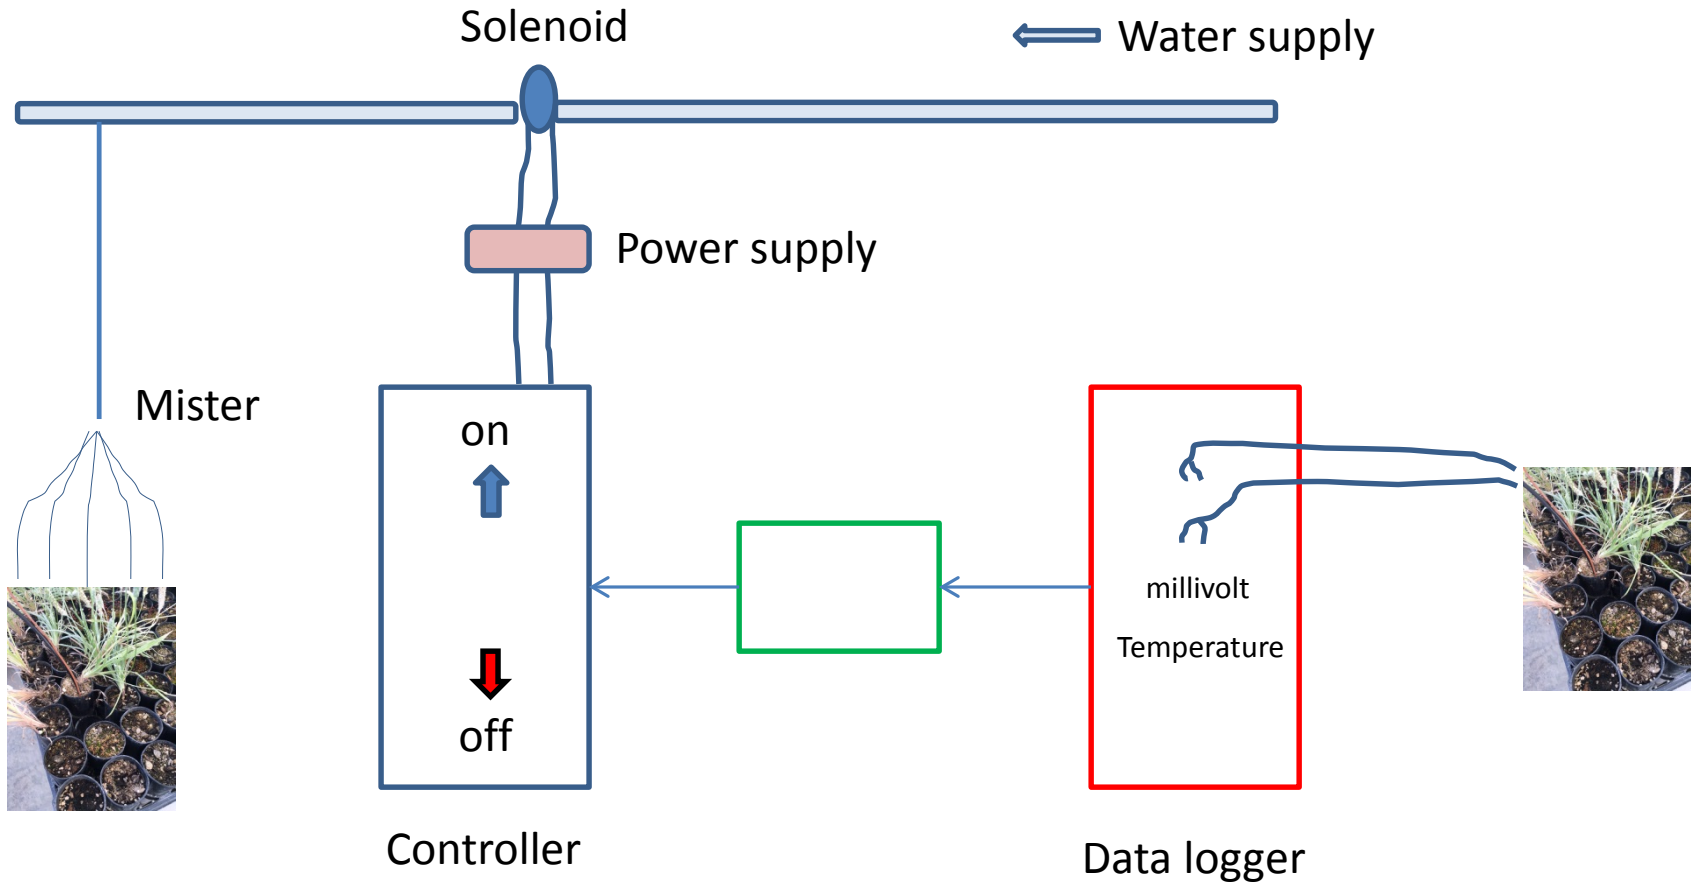 Solenoid
Water supply
Power supply
Mister
on
millivolt
Temperature
off
Controller
Data logger